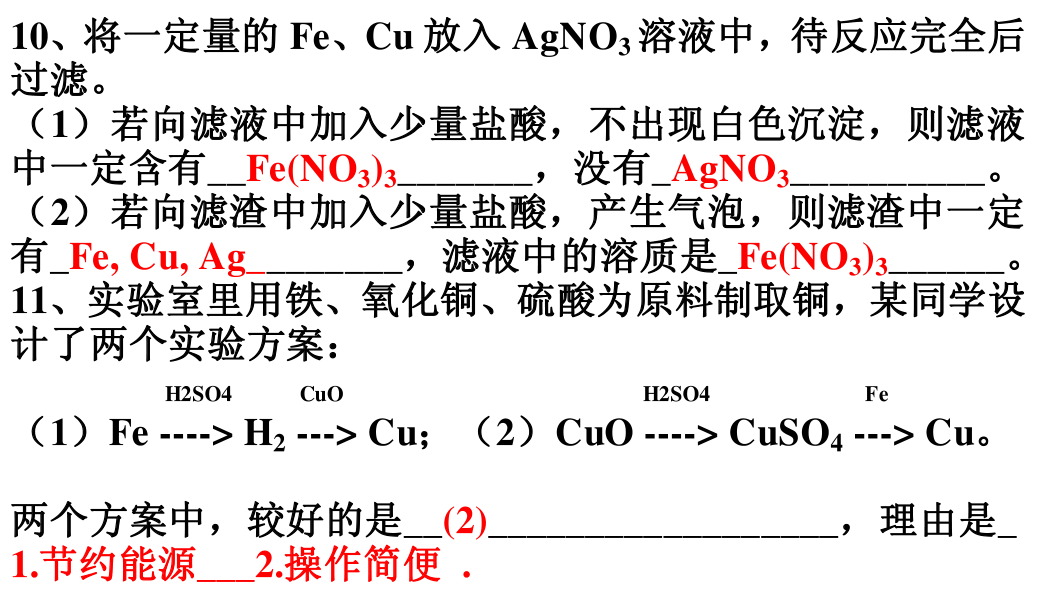 10、将一定量的 Fe、Cu 放入 AgNO3 溶液中，待反应完全后
过滤。
（1）若向滤液中加入少量盐酸，不出现白色沉淀，则滤液
中一定含有__Fe(NO3)3_______，没有_AgNO3__________。
（2）若向滤渣中加入少量盐酸，产生气泡，则滤渣中一定
有_Fe, Cu, Ag________，滤液中的溶质是_Fe(NO3)3______。
11、实验室里用铁、氧化铜、硫酸为原料制取铜，某同学设
计了两个实验方案：
H2SO4 CuO H2SO4 Fe
（1）Fe ----> H2 ---> Cu；（2）CuO ----> CuSO4 ---> Cu。
两个方案中，较好的是__(2)__________________，理由是_
1.节约能源___2.操作简便 .